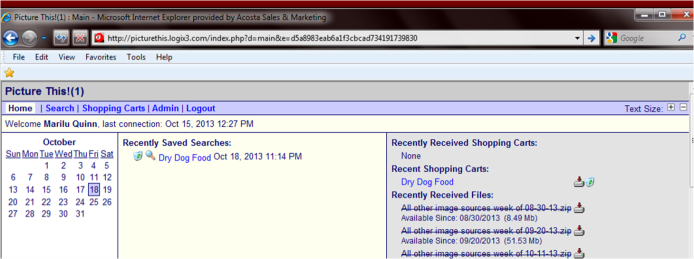 Picture This!(1) : Main - Microsoft Internet Explorer provided by Acosta Sales & Marketing
http://picturethis.logix3.com/index.php?d=main&e=d5a8983eab6a1f3cbcad734191739830
Google
File Edit View Favorites Tools Help
Picture This!(1)
Home | Search | Shopping Carts | Admin | Logout
Text Size:
Welcome Marilu Quinn, last connection: Oct 15, 2013 12:27 PM
October
Sun Mon Tue Wed Thu Fri Sat
1 2 3 4 5
6 7 8 9 10 11 12
13 14 15 16 17 18 19
20 21 22 23 24 25 26
27 28 29 30 31
Recently Saved Searches:
Dry Dog Food Oct 18, 2013 11:14 PM
Recently Received Shopping Carts:
None
Recent Shopping Carts:
Dry Dog Food
Recently Received Files:
All other image sources week of 08-30-13.zip
Available Since: 08/30/2013 (8.49 Mb)
All other image sources week of 09-20-13.zip
Available Since: 09/20/2013 (51.53 Mb)
All other image sources week of 10-11-13.zip